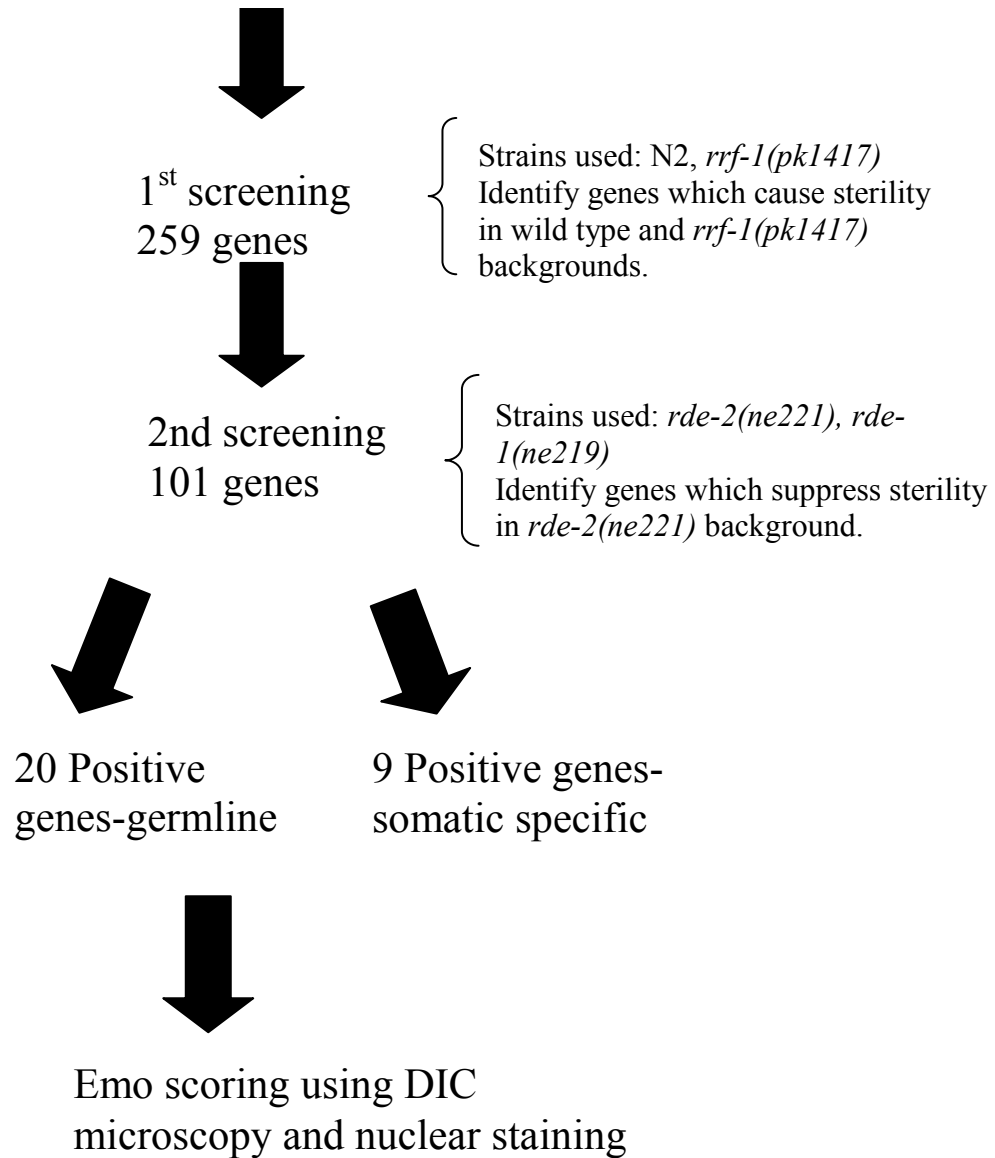 1st screening
259 genes
Strains used: N2, rrf-1(pk1417)
Identify genes which cause sterility
in wild type and rrf-1(pk1417)
backgrounds.
2nd screening
101 genes
Strains used: rde-2(ne221), rde-
1(ne219)
Identify genes which suppress sterility
in rde-2(ne221) background.
20 Positive
genes-germline
9 Positive genes-
somatic specific
Emo scoring using DIC
microscopy and nuclear staining